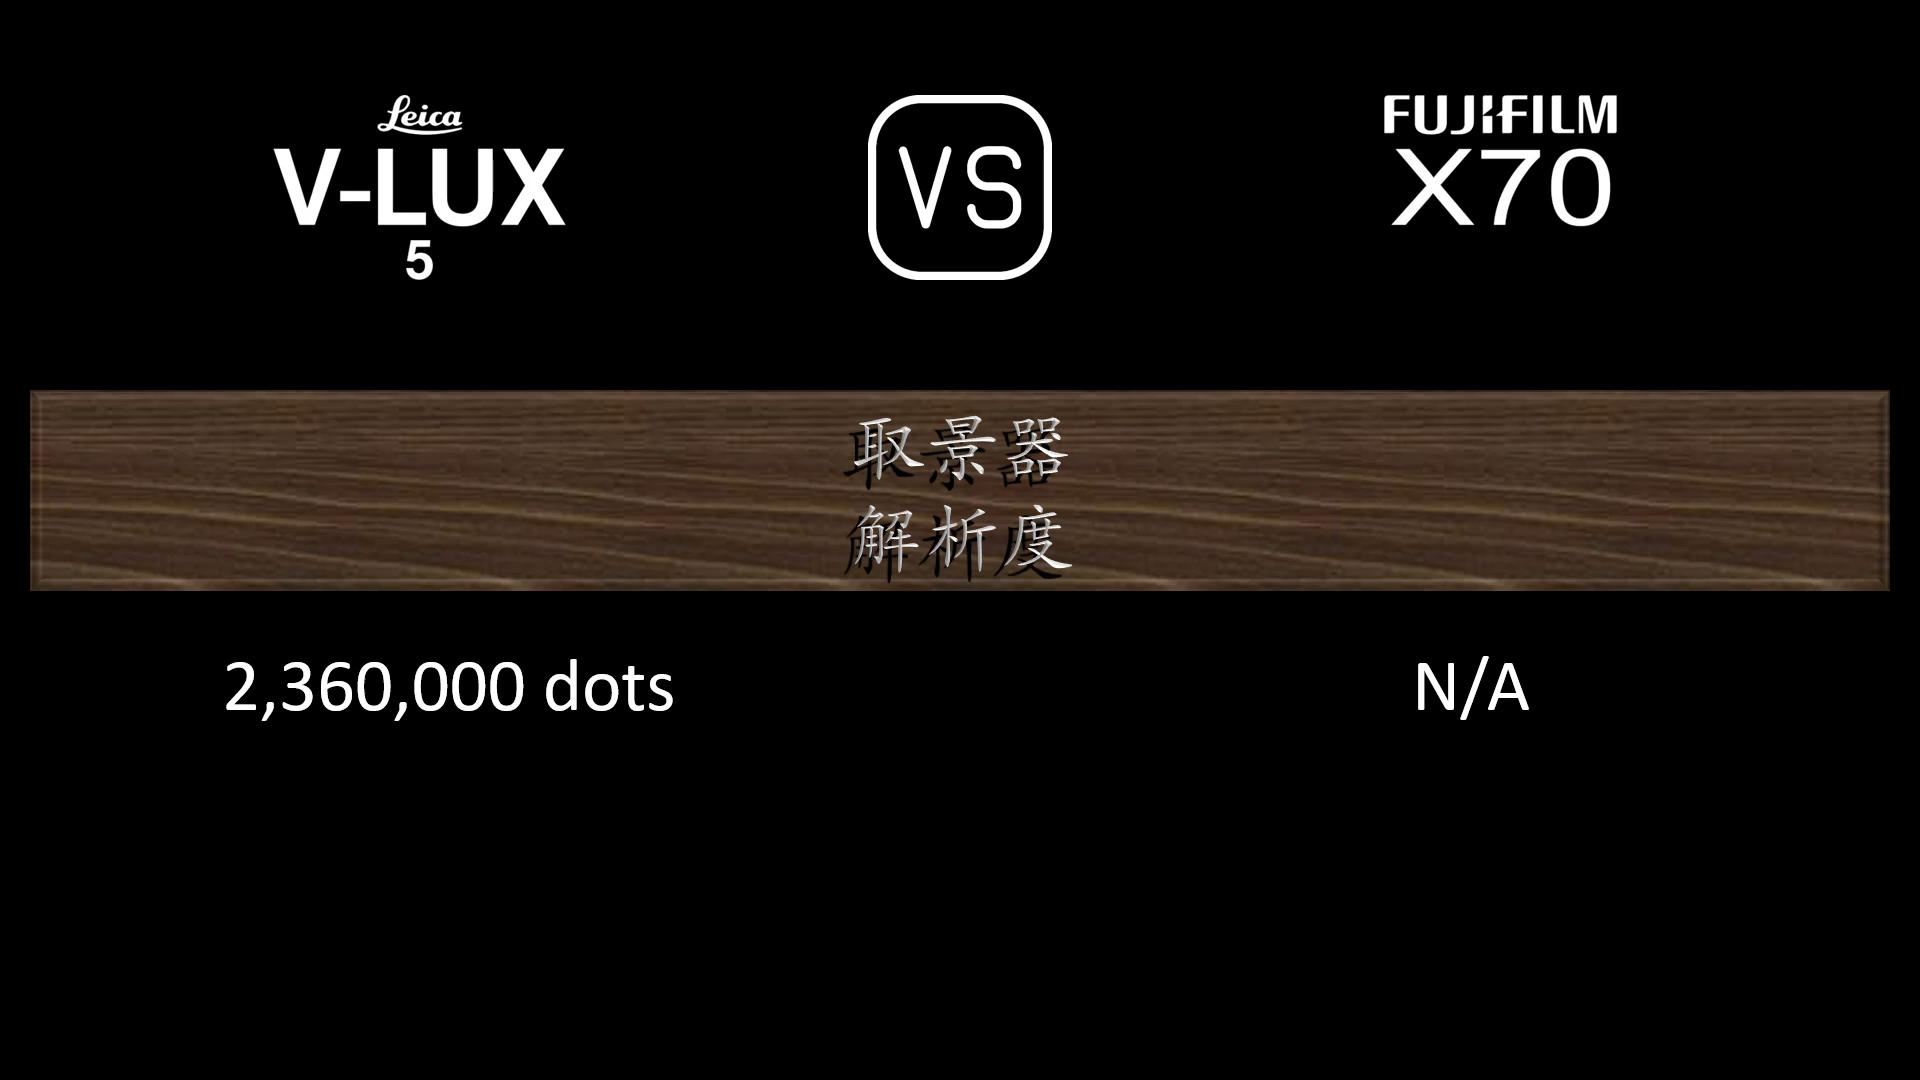 Leica
V-LUX
5
VS
FUJIFILM
X70
取景器
解析度
2,360,000 dots
N/A